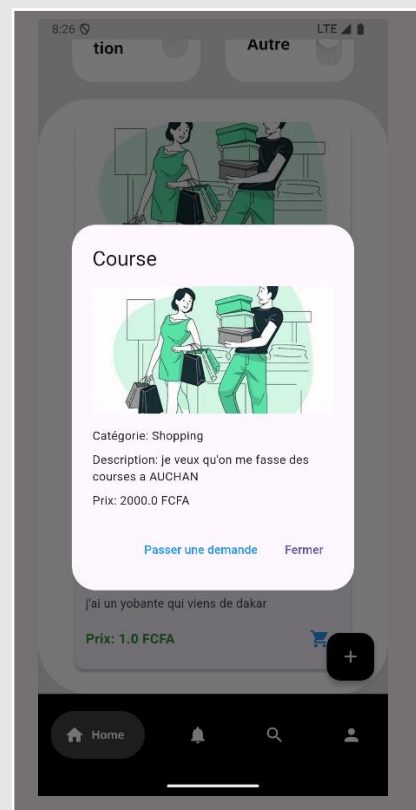 8:26 LTE
tion Autre
Course
Catégorie: Shopping
Description: je veux qu'on me fasse des
courses a AUCHAN
Prix: 2000.0 FCFA
Passer une demande Fermer
j'ai un yobante qui viens de dakar
Prix: 1.0 FCFA
+
Home